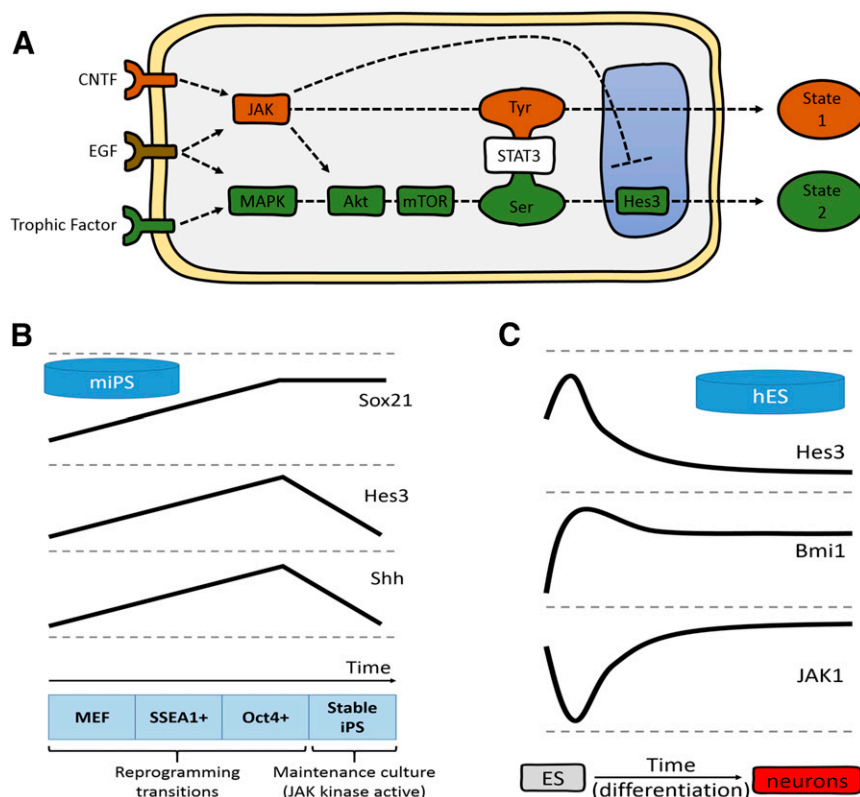 A
CNTF
EGF
Trophic Factor
JAK
MAPK
Akt
mTOR
Tyr
STAT3
Ser
Hes3
State
1
State
2
B
miPS
Sox21
Hes3
Shh
Time
MEF
SSEA1+
Oct4+
Stable
iPS
Reprogramming
transitions
Maintenance culture
(JAK kinase active)
C
hES
Hes3
Bmi1
JAK1
ES
Time
(differentiation)
neurons